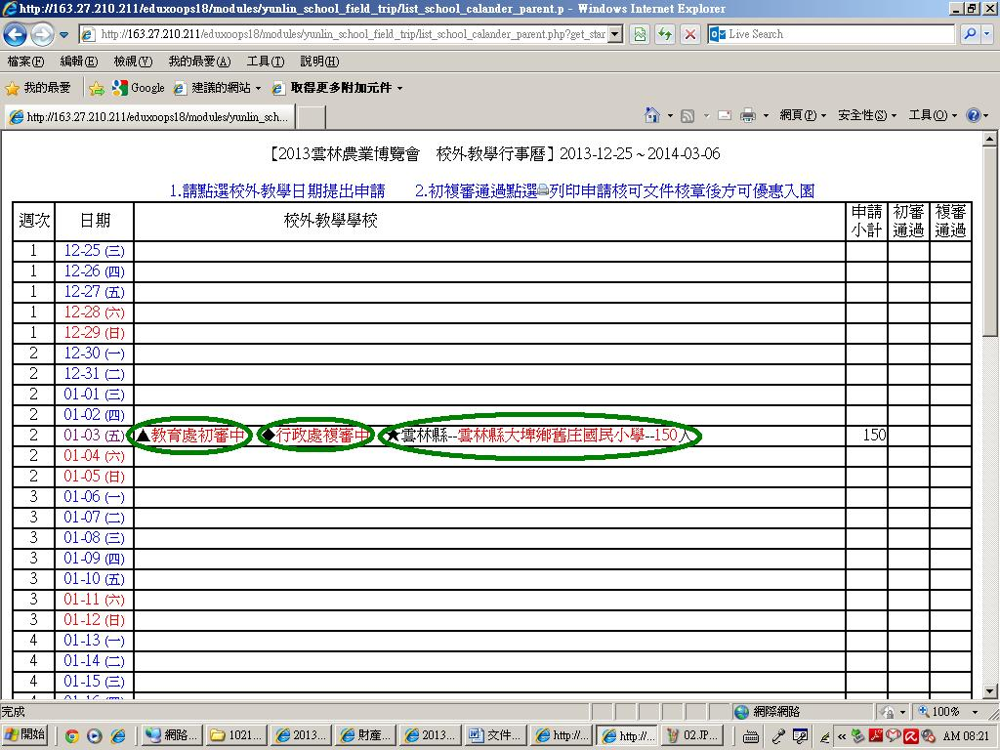 http://163.27.210.211/eduxoops18/modules/yunlin_school_field_trip/list_school_calander_parent.p - Windows Internet Explorer
http://163.27.210.211/eduxoops18/modules/yunlin_school_field_trip/list_school_calander_parent.php?get_star
Live Search
檔案(F) 編輯(E) 檢視(V) 我的最愛(A) 工具(T) 說明(H)
我的最愛 Google 建議的網站 取得更多附加元件
http://163.27.210.211/eduxoops18/modules/yunlin_sch... 網頁(P) 安全性(S) 工具(O)
【2013雲林農業博覽會 校外教學行事曆】2013-12-25～2014-03-06
1.請點選校外教學日期提出申請 2.初複審通過點選列印申請核可文件核章後方可優惠入園
週次 日期 校外教學學校 申請小計 初審通過 複審通過
1 12-25 (三)
1 12-26 (四)
1 12-27 (五)
1 12-28 (六)
1 12-29 (日)
2 12-30 (一)
2 12-31 (二)
2 01-01 (三)
2 01-02 (四)
2 01-03 (五) ▲教育處初審中 ◆行政處複審中 ★雲林縣--雲林縣大埤鄉舊庄國民小學--150人 150
2 01-04 (六)
2 01-05 (日)
3 01-06 (一)
3 01-07 (二)
3 01-08 (三)
3 01-09 (四)
3 01-10 (五)
3 01-11 (六)
3 01-12 (日)
4 01-13 (一)
4 01-14 (二)
4 01-15 (三)
4 01-16 (四)
完成 網際網路 100%
開始 網路... 1021... 2013... 財產... 2013... 文件... http://... http://... 02.JP... AM 08:21